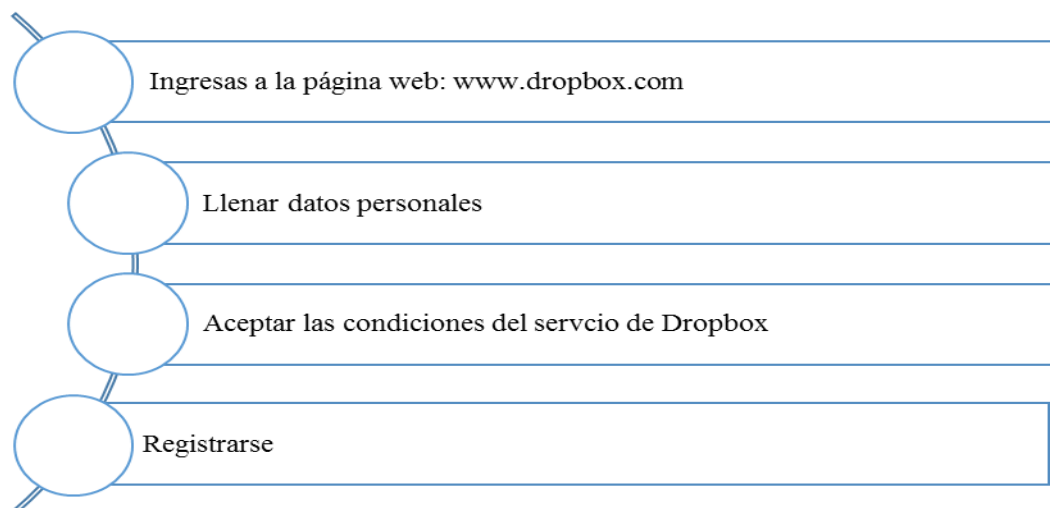 Ingresas a la página web: www.dropbox.com
Llenar datos personales
Aceptar las condiciones del servcio de Dropbox
Registrarse